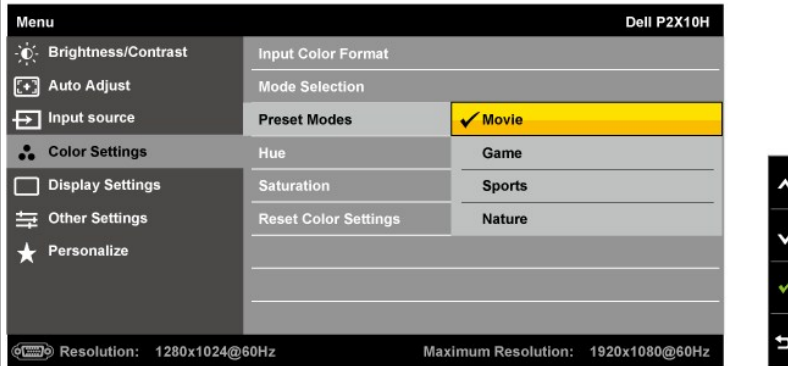 Menu Dell P2X10H
Brightness/Contrast
Auto Adjust
Input source
Color Settings
Display Settings
Other Settings
Personalize
Input Color Format
Mode Selection
Preset Modes
Hue
Saturation
Reset Color Settings
Movie
Game
Sports
Nature
Resolution: 1280x1024@60Hz Maximum Resolution: 1920x1080@60Hz